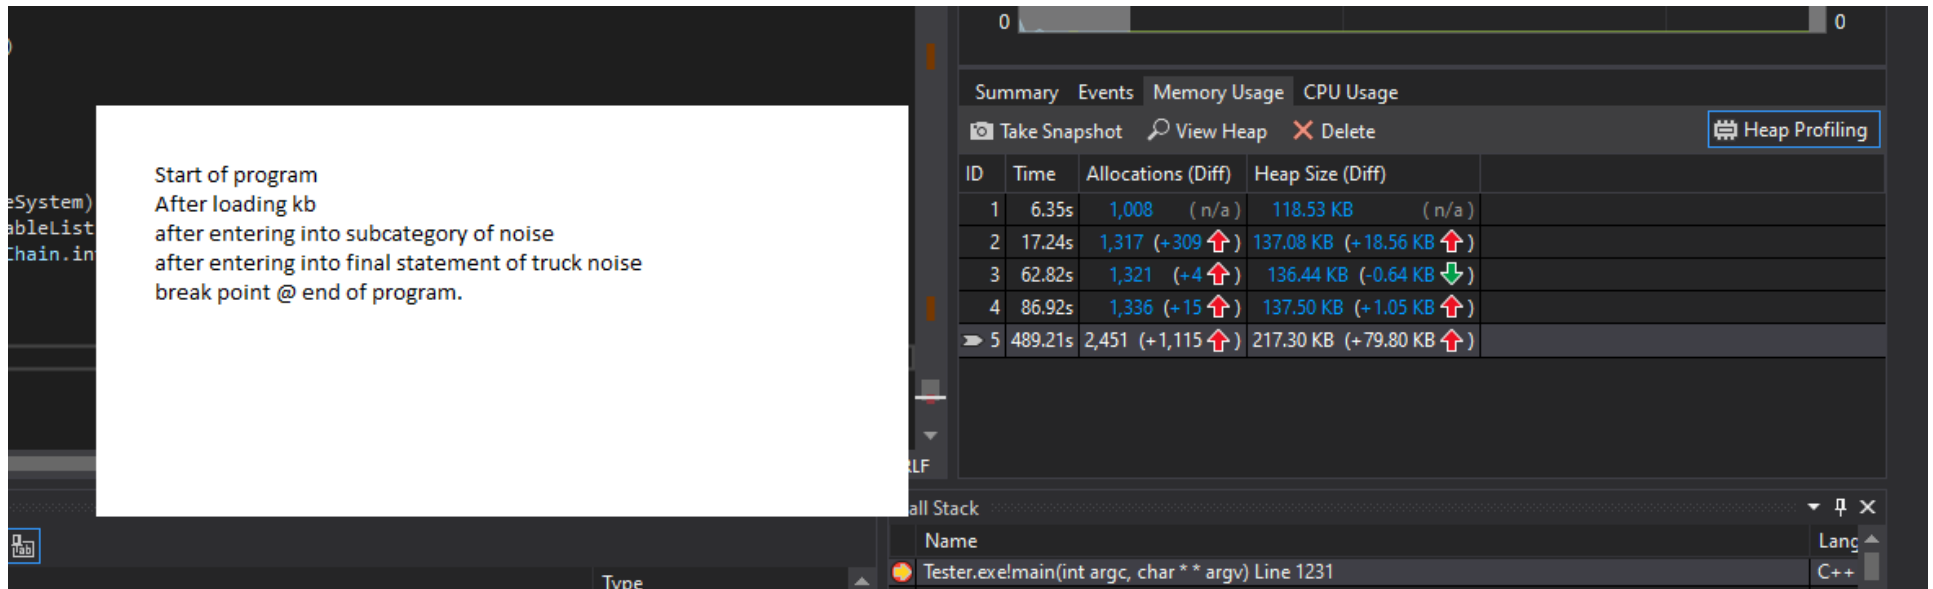 )
eSystem)
ableList
Chain.in
Start of program
After loading kb
after entering into subcategory of noise
after entering into final statement of truck noise
break point @ end of program.
RLF
Type
0 0
Summary Events Memory Usage CPU Usage
Take Snapshot View Heap Delete Heap Profiling
ID Time Allocations (Diff) Heap Size (Diff)
1 6.35s 1,008 (n/a) 118.53 KB (n/a)
2 17.24s 1,317 (+309) 137.08 KB (+18.56 KB)
3 62.82s 1,321 (+4) 136.44 KB (-0.64 KB)
4 86.92s 1,336 (+15) 137.50 KB (+1.05 KB)
5 489.21s 2,451 (+1,115) 217.30 KB (+79.80 KB)
all Stack
Name Lang
Tester.exe!main(int argc, char * * argv) Line 1231 C++